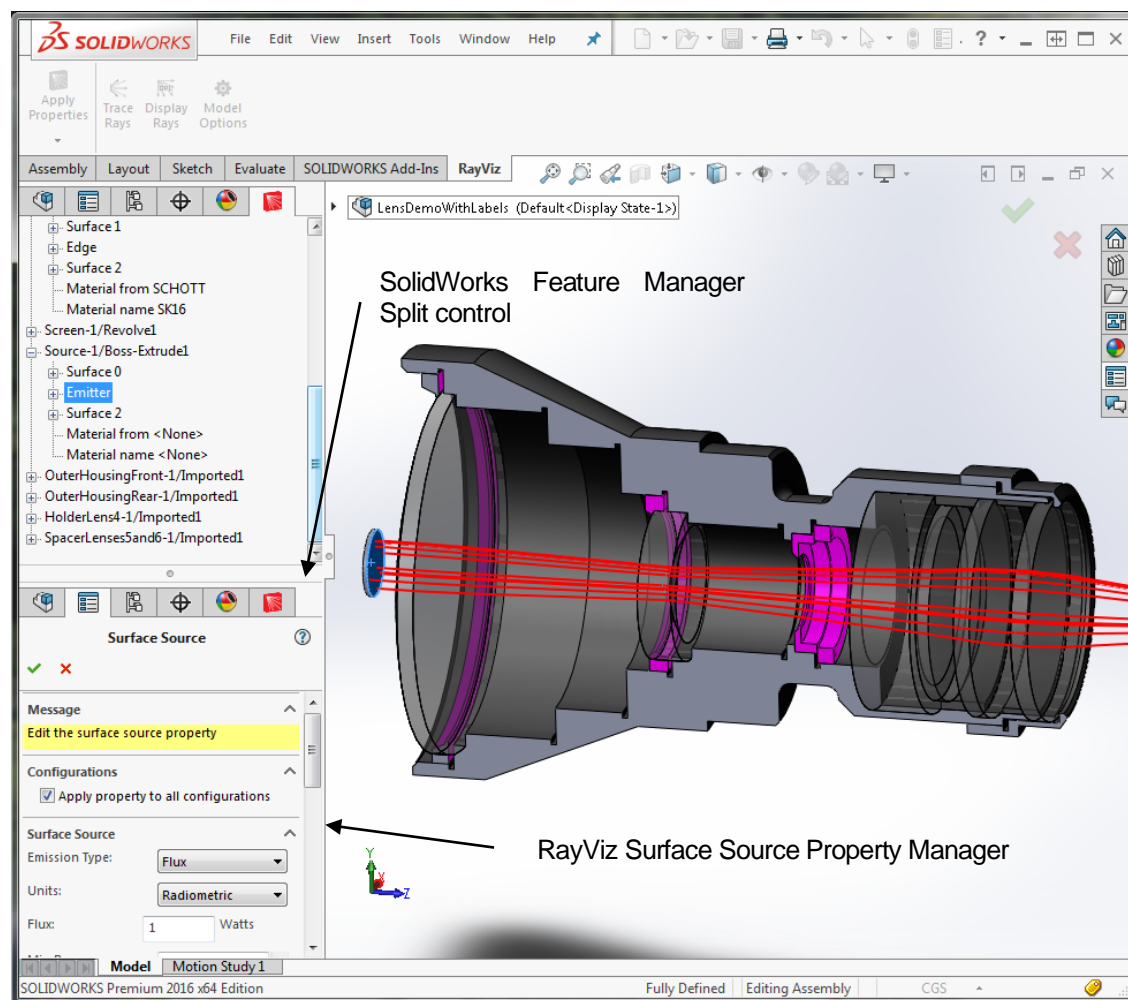 SOLIDWORKS File Edit View Insert Tools Window Help ?
Apply Properties
Trace Rays
Display Rays
Model Options
Assembly Layout Sketch Evaluate SOLIDWORKS Add-Ins RayViz
LensDemoWithLabels (Default<Display State-1>)
Surface 1
Edge
Surface 2
Material from SCHOTT
Material name SK16
Screen-1/Revolve1
Source-1/Boss-Extrude1
Surface 0
Emitter
Surface 2
Material from <None>
Material name <None>
OuterHousingFront-1/Imported1
OuterHousingRear-1/Imported1
HolderLens4-1/Imported1
SpacerLenses5and6-1/Imported1
SolidWorks Feature Manager
Split control
Surface Source ?
Message
Edit the surface source property
Configurations
Apply property to all configurations
Surface Source
Emission Type: Flux
Units: Radiometric
Flux: 1 Watts
RayViz Surface Source Property Manager
Y
X
Z
Model Motion Study 1
SOLIDWORKS Premium 2016 x64 Edition Fully Defined Editing Assembly CGS